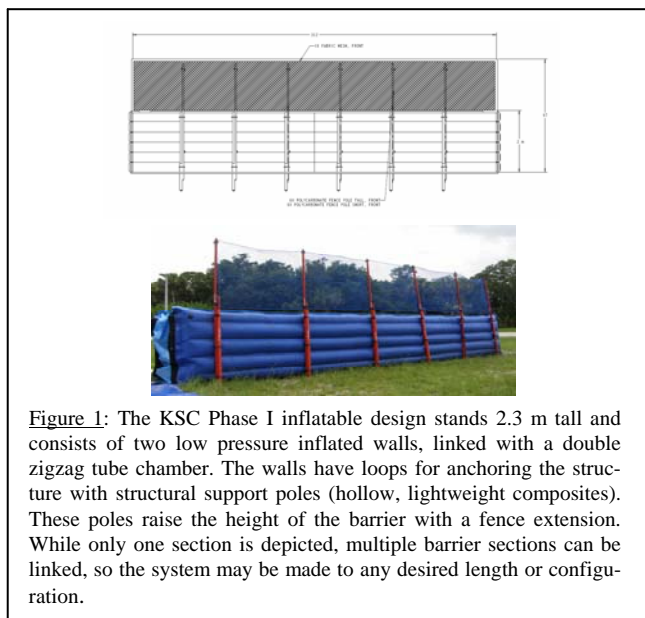 Figure 1: The KSC Phase I inflatable design stands 2.3 m tall and
consists of two low pressure inflated walls, linked with a double
zigzag tube chamber. The walls have loops for anchoring the struc-
ture with structural support poles (hollow, lightweight composites).
These poles raise the height of the barrier with a fence extension.
While only one section is depicted, multiple barrier sections can be
linked, so the system may be made to any desired length or configu-
ration.